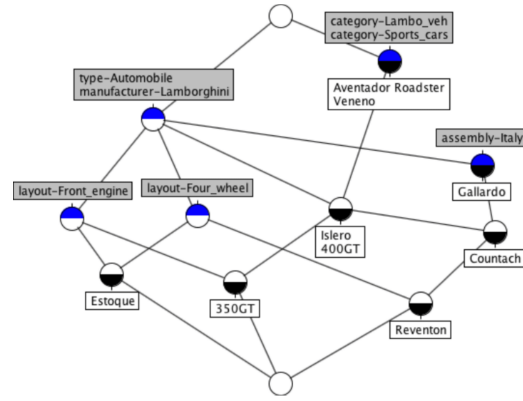 category-Lambo_veh
category-Sports_cars
type-Automobile
manufacturer-Lamborghini
Aventador Roadster
Veneno
assembly-Italy
layout-Front_engine
layout-Four_wheel
Gallardo
Islero
400GT
Countach
Estoque
350GT
Reventon